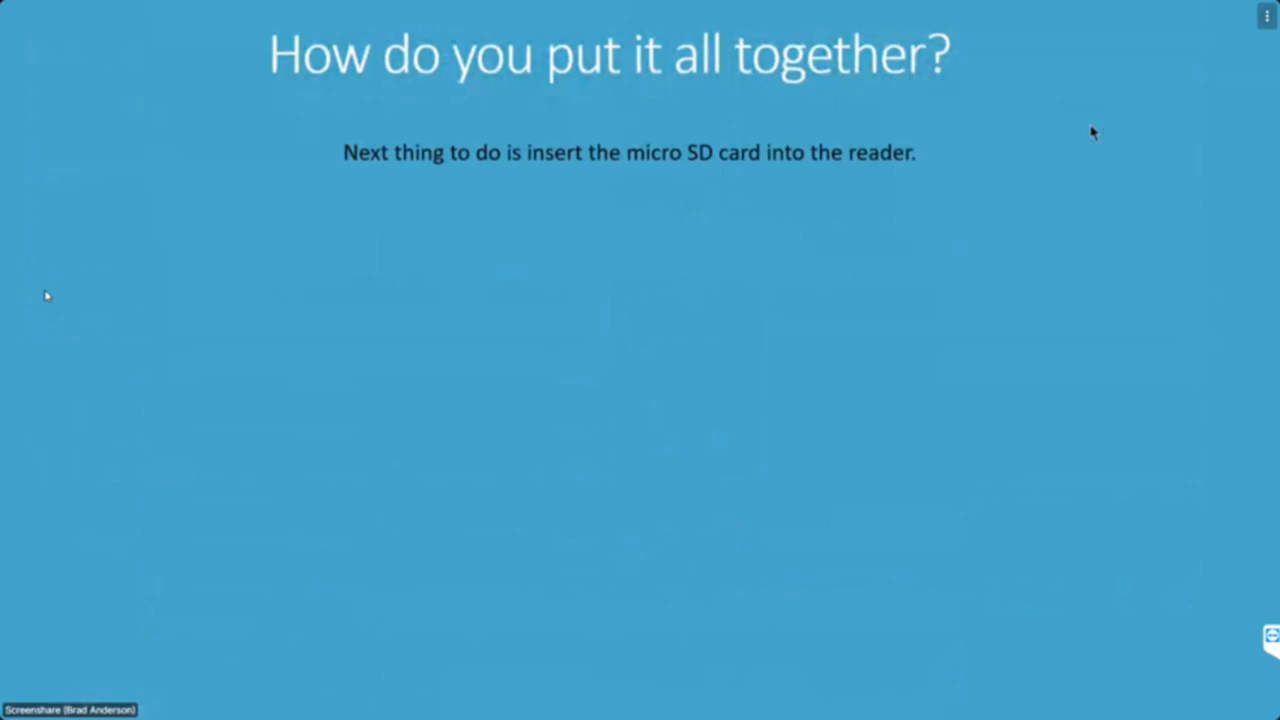 How do you put it all together?
Next thing to do is insert the micro SD card into the reader.
Screenshare (Brad Anderson)